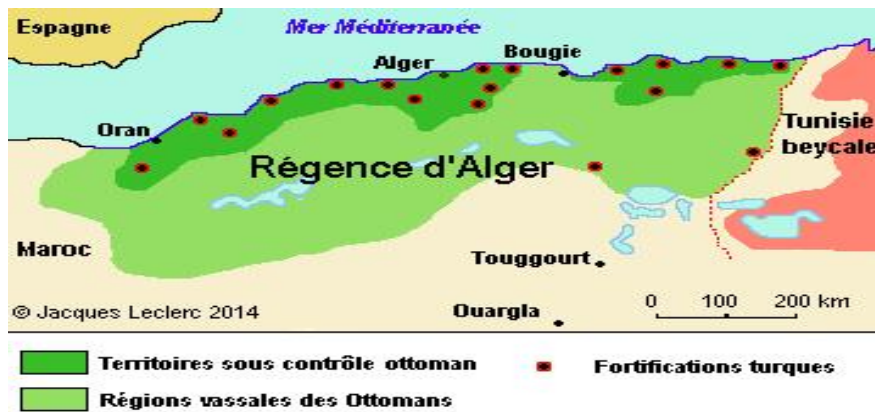 Espagne
Mer Méditerranée
Alger
Bougie
Oran
Tunisie
beycale
Régence d'Alger
Maroc
Touggourt
© Jacques Leclerc 2014
Ouargla
0 100 200 km
Territoires sous contrôle ottoman
Fortifications turques
Régions vassales des Ottomans